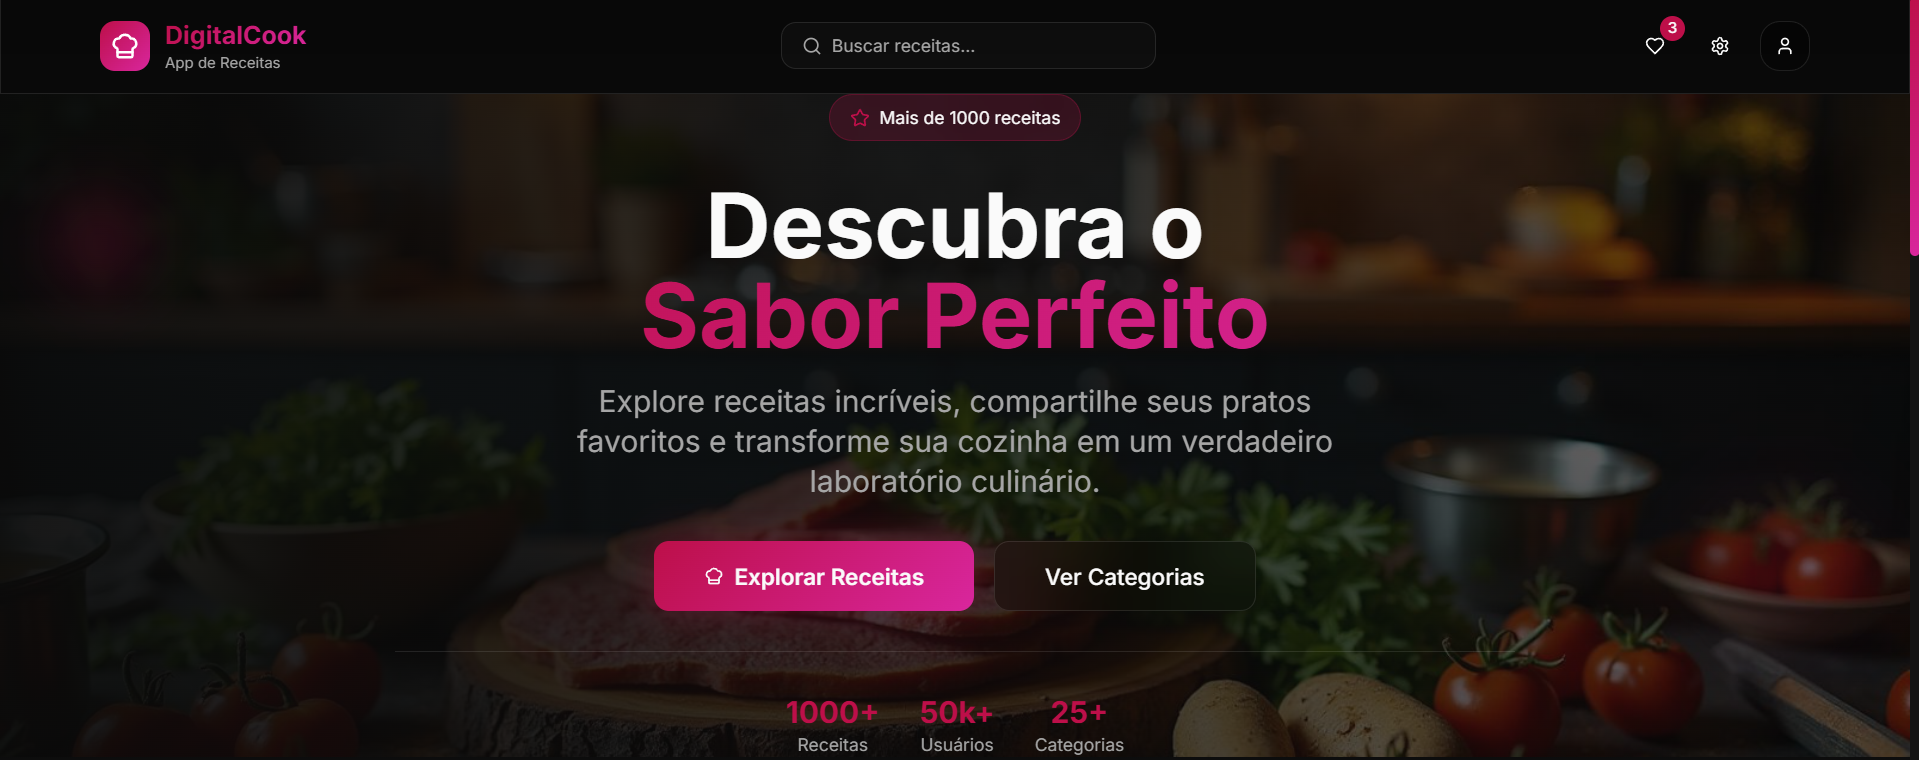 DigitalCook
App de Receitas
Buscar receitas...
3
Mais de 1000 receitas
Descubra o
Sabor Perfeito
Explore receitas incríveis, compartilhe seus pratos
favoritos e transforme sua cozinha em um verdadeiro
laboratório culinário.
Explorar Receitas
Ver Categorias
1000+
Receitas
50k+
Usuários
25+
Categorias